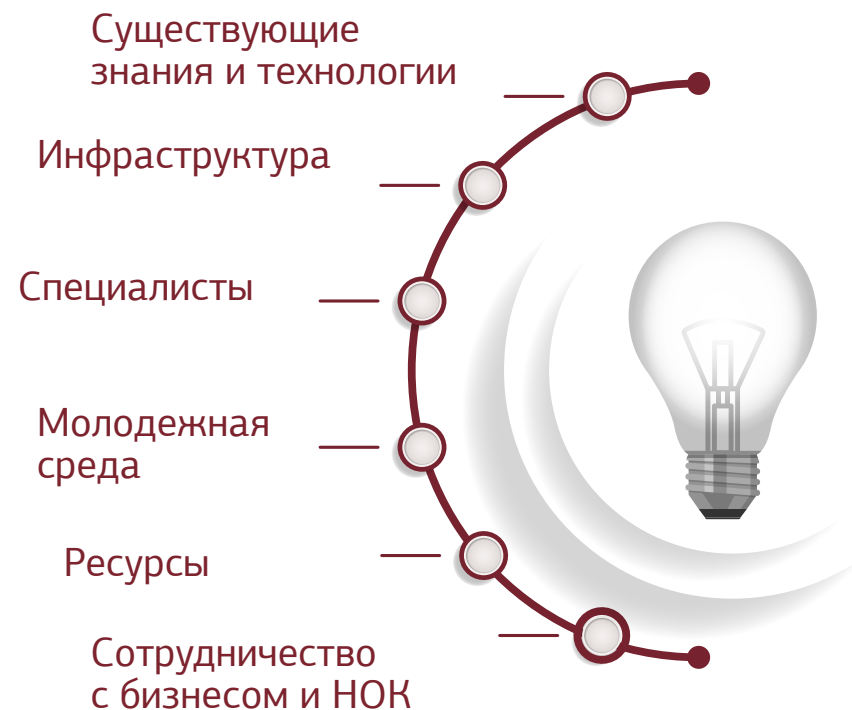 Существующие
знания и технологии
Инфраструктура
Специалисты
Молодежная
среда
Ресурсы
Сотрудничество
с бизнесом и НОК